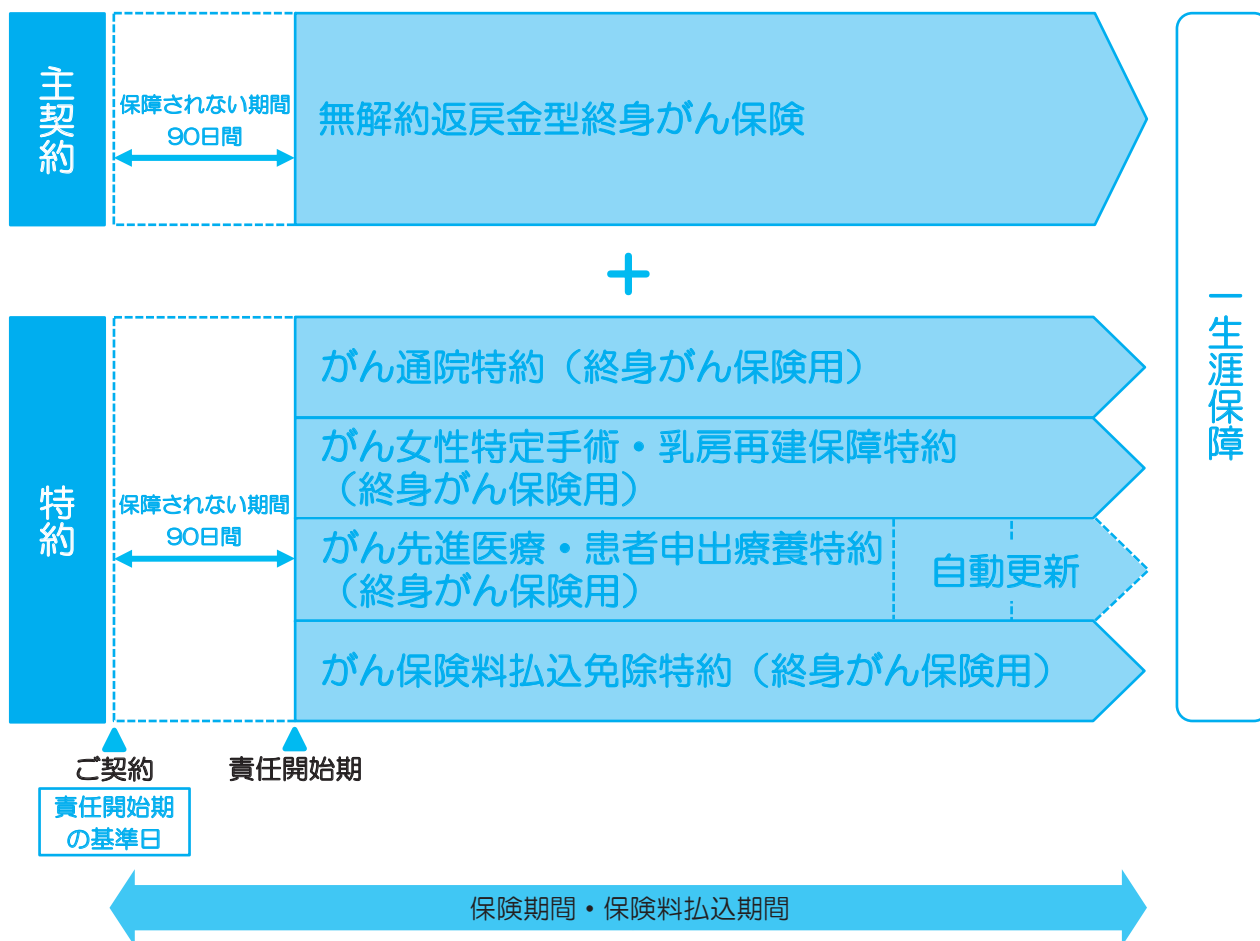 主契約
保障されない期間
90日間
無解約返戻金型終身がん保険
+
特約
保障されない期間
90日間
がん通院特約（終身がん保険用）
がん女性特定手術・乳房再建保障特約
（終身がん保険用）
がん先進医療・患者申出療養特約
（終身がん保険用）
自動更新
がん保険料払込免除特約（終身がん保険用）
一生涯保障
ご契約
責任開始期
責任開始期
の基準日
保険期間・保険料払込期間